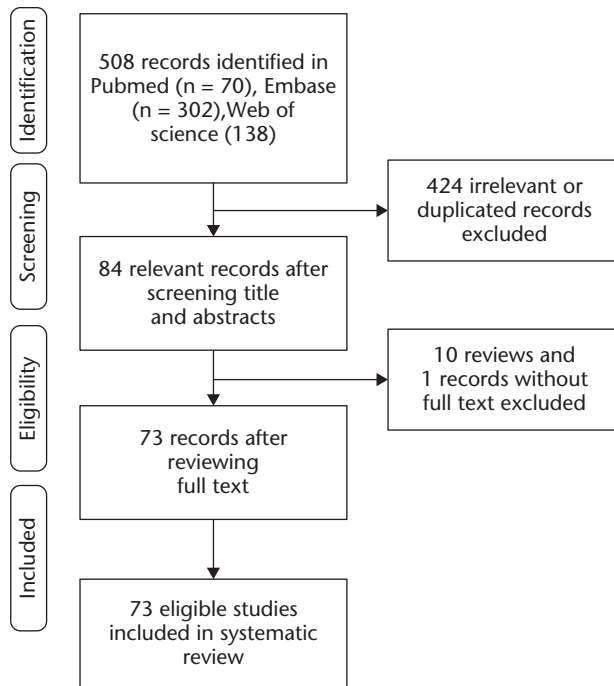 Identification
508 records identified in
Pubmed (n = 70), Embase
(n = 302),Web of
science (138)
Screening
424 irrelevant or
duplicated records
excluded
84 relevant records after
screening title
and abstracts
Eligibility
10 reviews and
1 records without
full text excluded
73 records after
reviewing
full text
Included
73 eligible studies
included in systematic
review